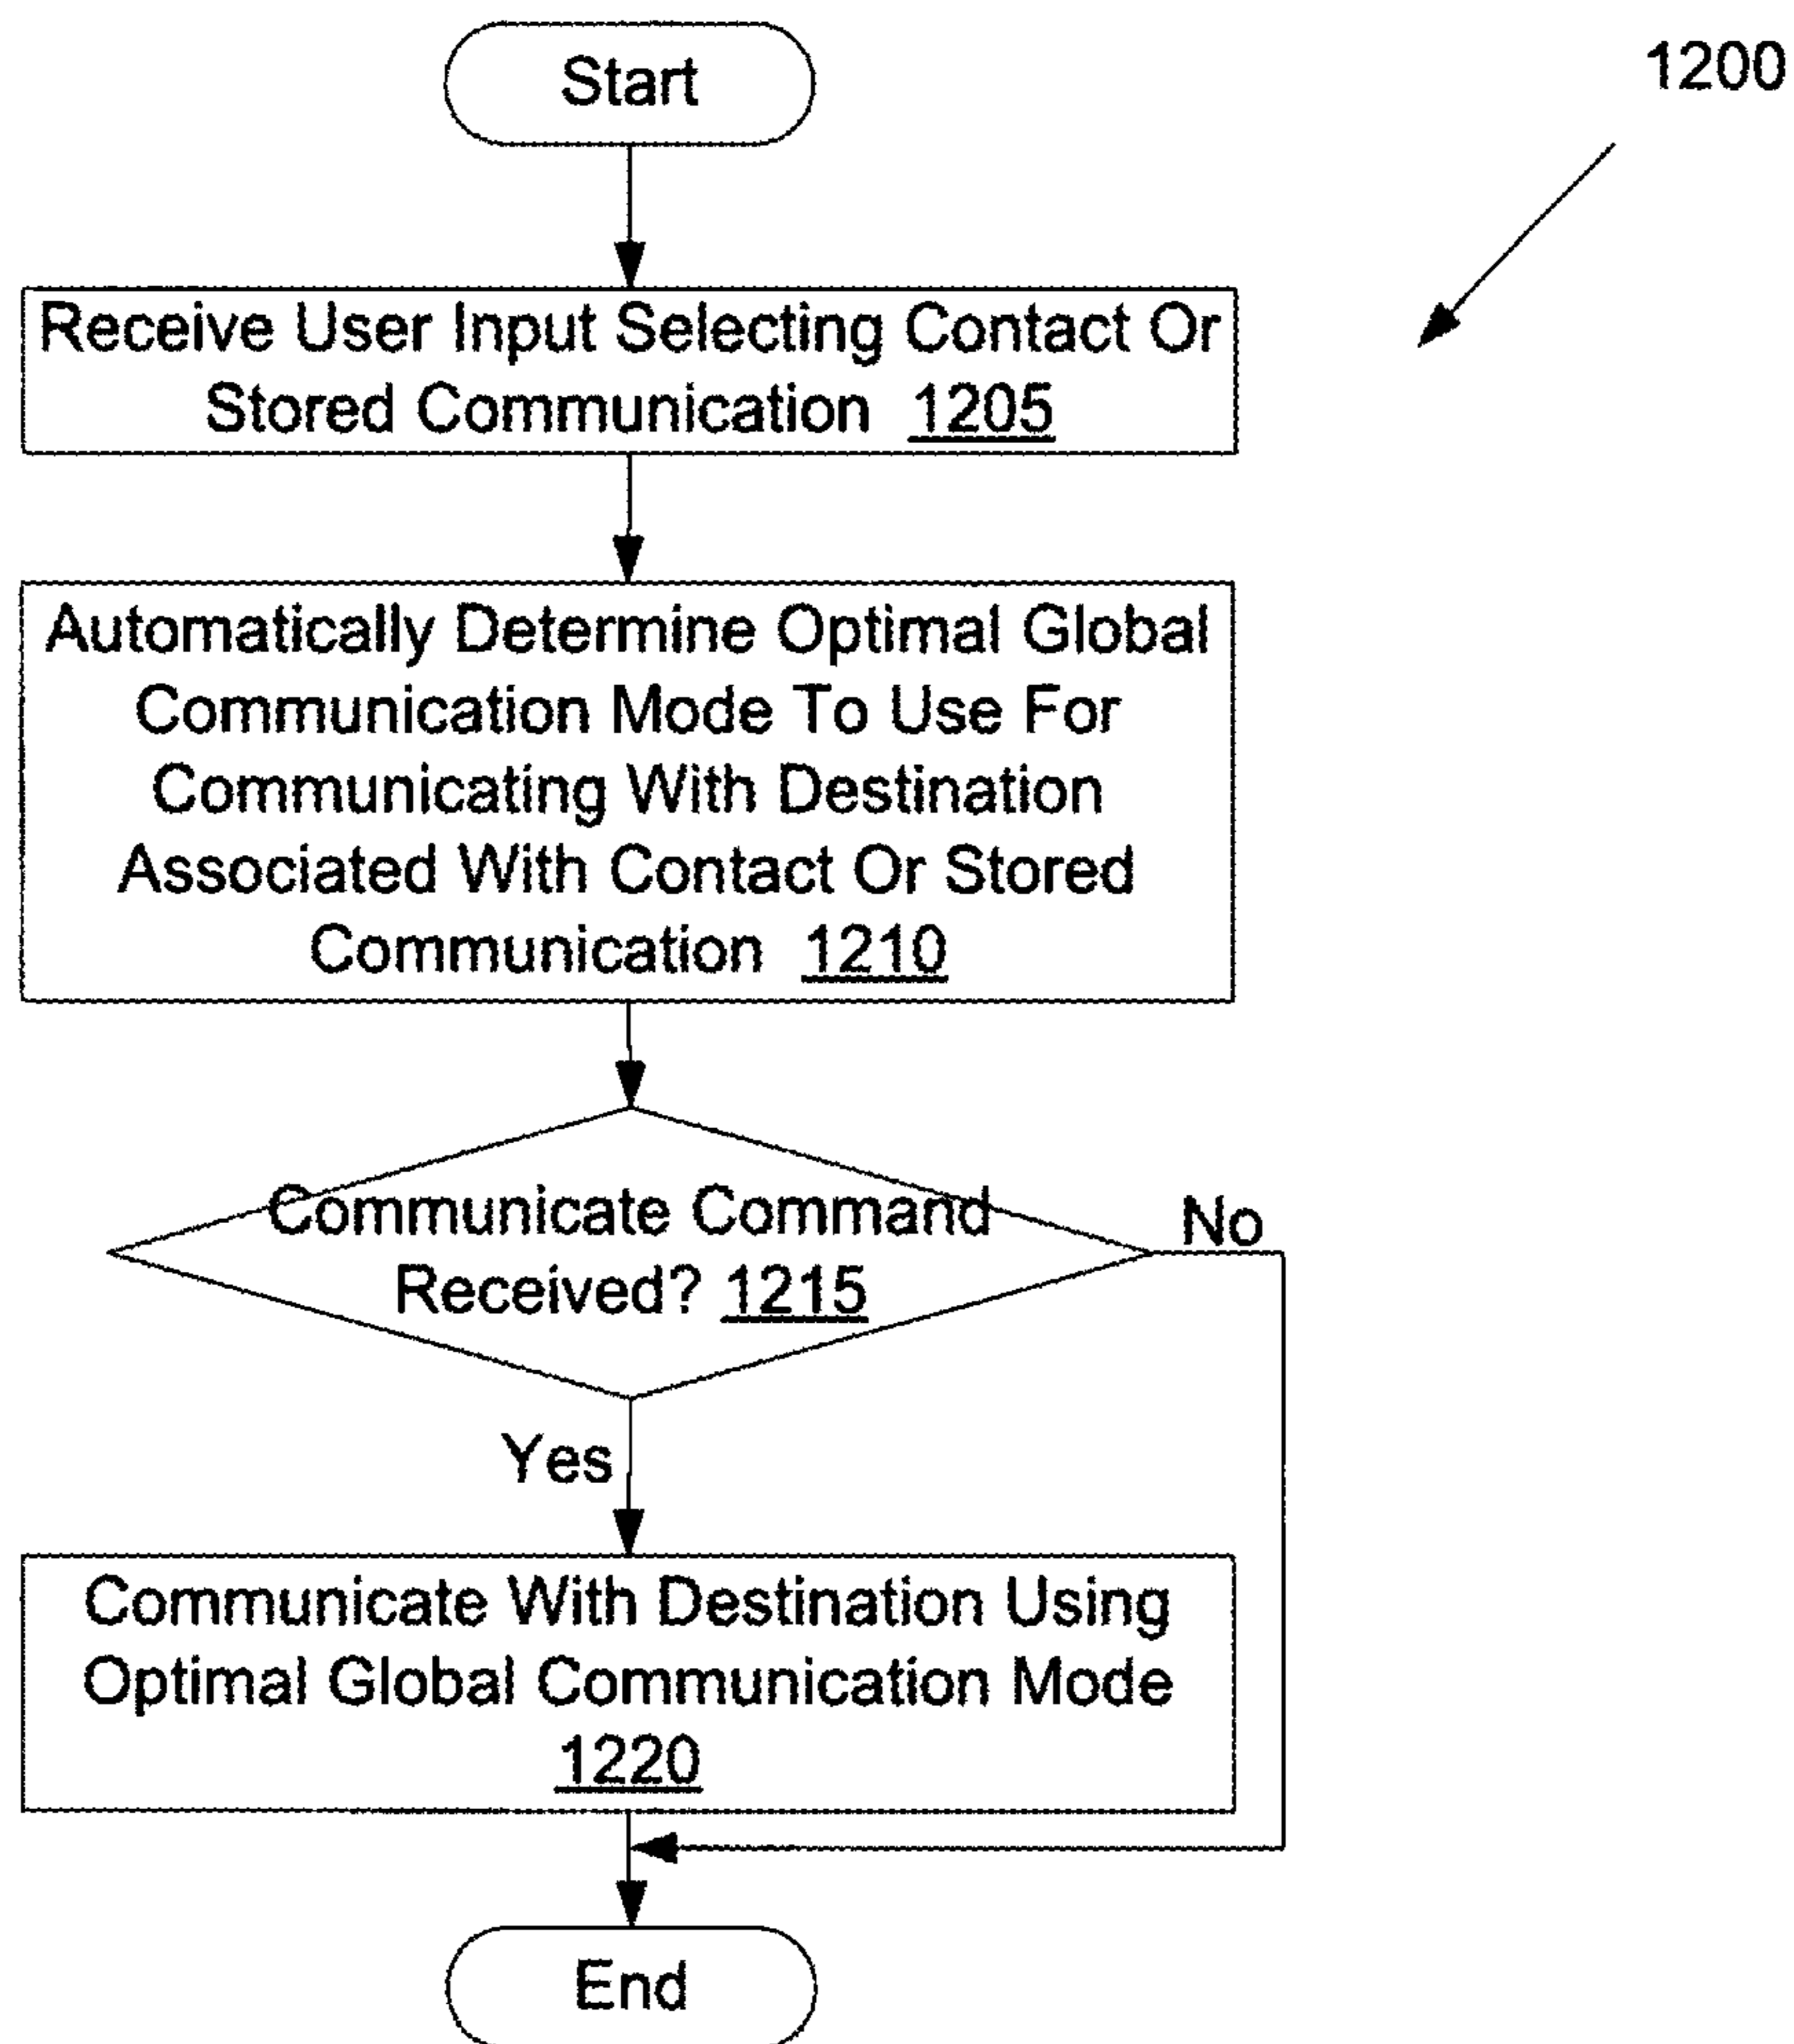 Start
1200
Receive User Input Selecting Contact Or
Stored Communication 1205
Automatically Determine Optimal Global
Communication Mode To Use For
Communicating With Destination
Associated With Contact Or Stored
Communication 1210
Communicate Command
Received? 1215
No
Yes
Communicate With Destination Using
Optimal Global Communication Mode
1220
End